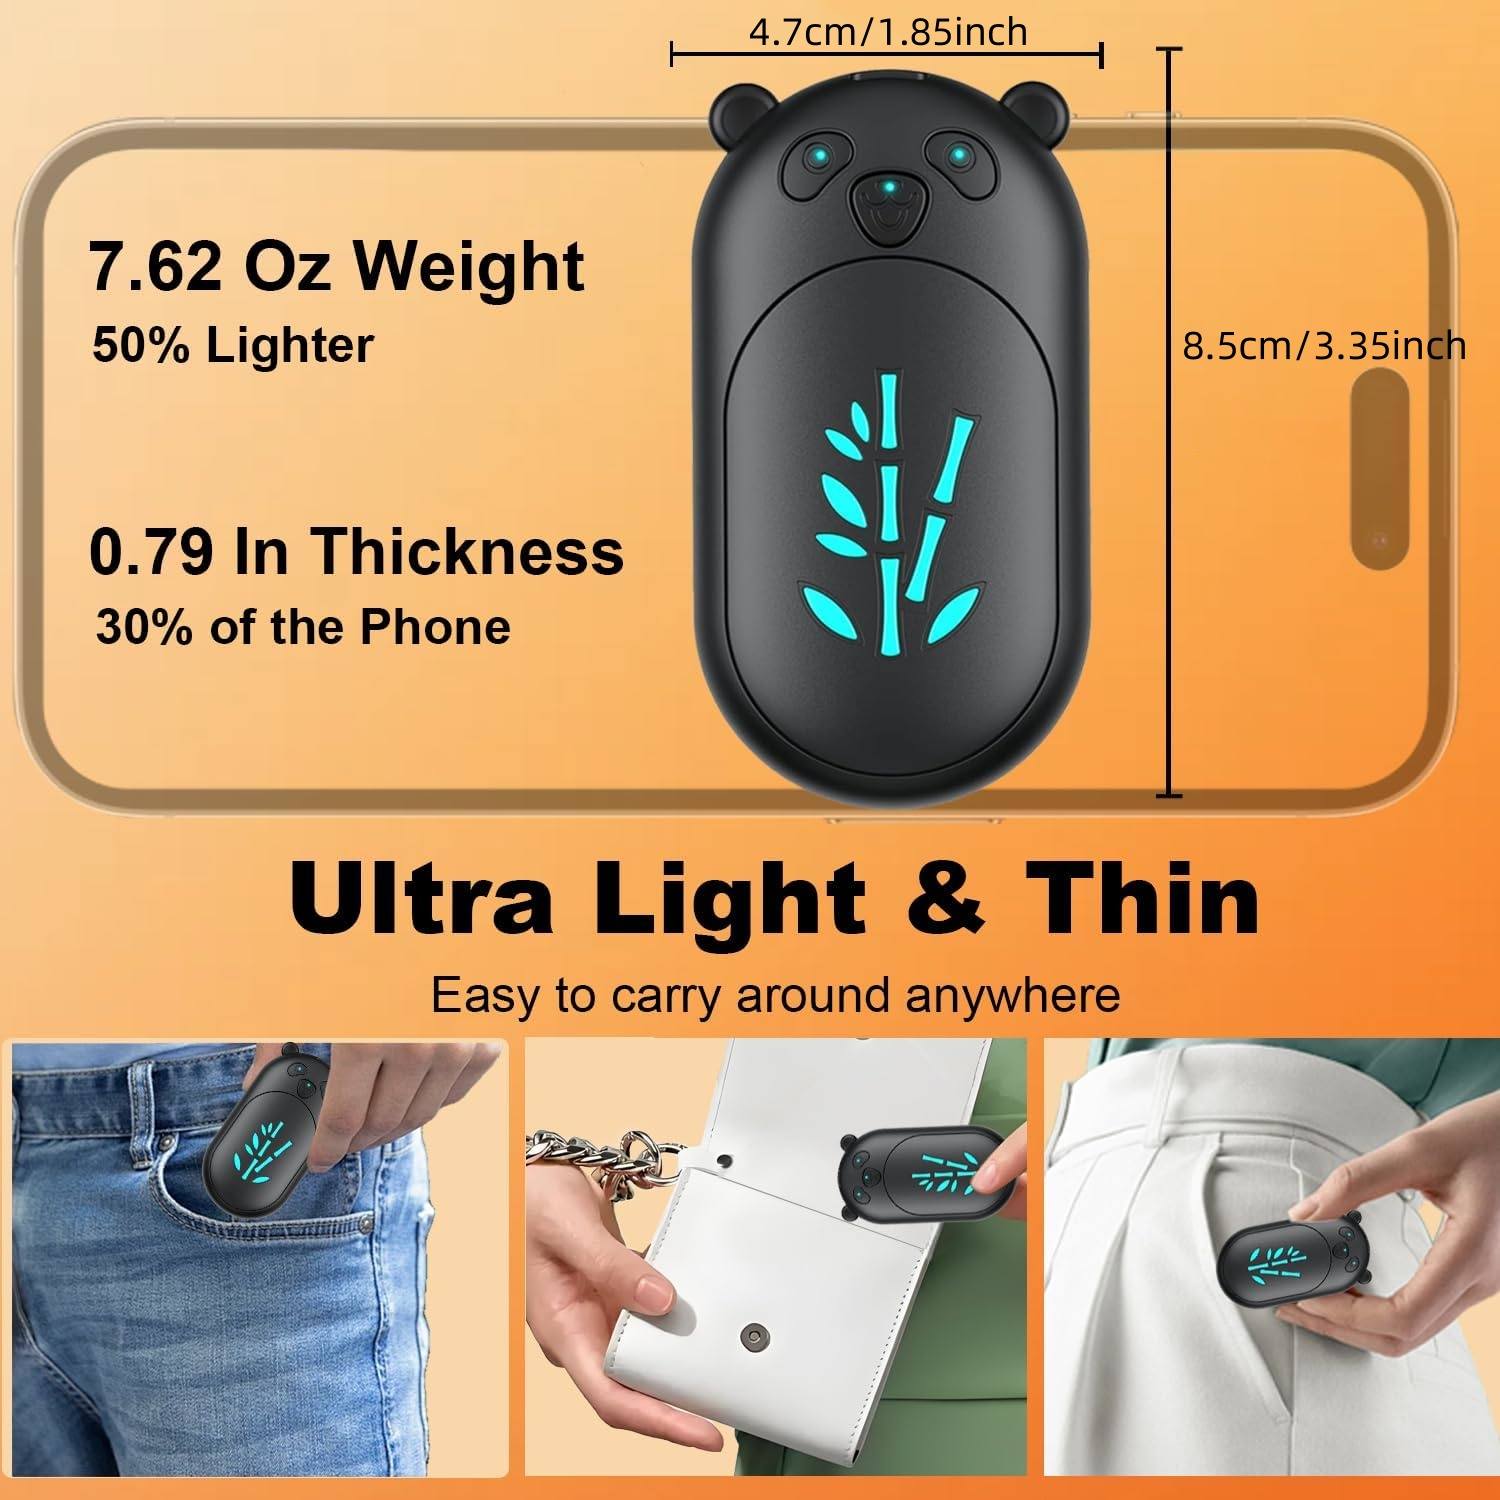 4.7cm/1.85inch
7.62 Oz Weight
50% Lighter
8.5cm/3.35inch
0.79 In Thickness
30% of the Phone
Ultra Light & Thin
Easy to carry around anywhere